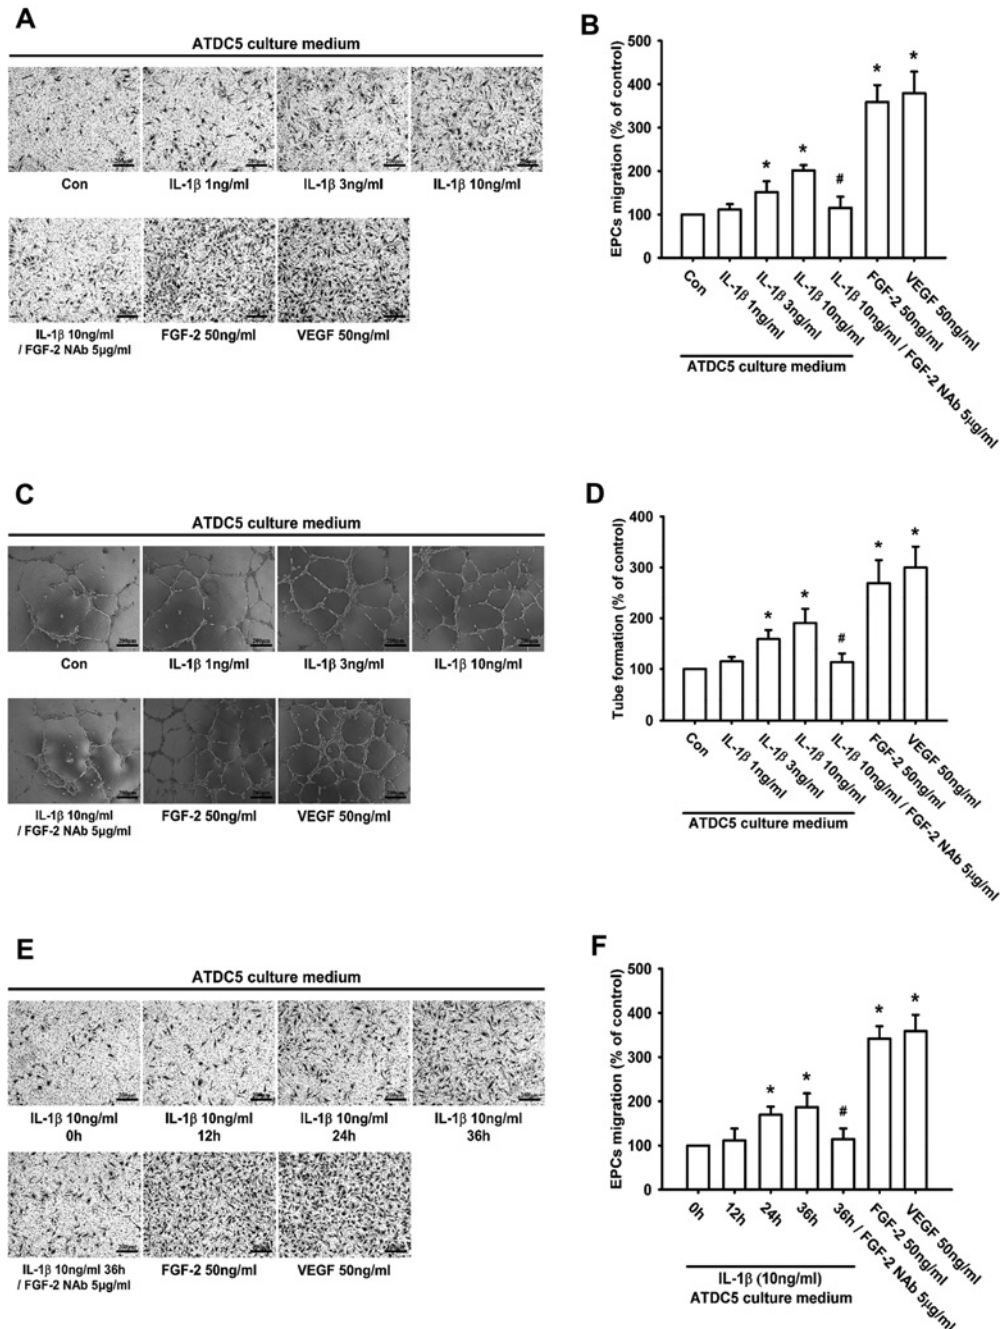 A
ATDC5 culture medium
Con
IL-1β 1ng/ml
IL-1β 3ng/ml
IL-1β 10ng/ml
IL-1β 10ng/ml
/ FGF-2 NAb 5μg/ml
FGF-2 50ng/ml
VEGF 50ng/ml
B
EPCs migration (% of control)
500
400
300
200
100
0
*
*
#
*
*
Con
IL-1β 1ng/ml
IL-1β 3ng/ml
IL-1β 10ng/ml
IL-1β 10ng/ml / FGF-2 NAb 5μg/ml
FGF-2 50ng/ml
VEGF 50ng/ml
ATDC5 culture medium
C
ATDC5 culture medium
200μm
200μm
200μm
200μm
Con
IL-1β 1ng/ml
IL-1β 3ng/ml
IL-1β 10ng/ml
200μm
200μm
200μm
IL-1β 10ng/ml
/ FGF-2 NAb 5μg/ml
FGF-2 50ng/ml
VEGF 50ng/ml
D
Tube formation (% of control)
400
300
200
100
0
*
*
#
*
*
Con
IL-1β 1ng/ml
IL-1β 3ng/ml
IL-1β 10ng/ml
IL-1β 10ng/ml / FGF-2 NAb 5μg/ml
FGF-2 50ng/ml
VEGF 50ng/ml
ATDC5 culture medium
E
ATDC5 culture medium
IL-1β 10ng/ml
0h
IL-1β 10ng/ml
12h
IL-1β 10ng/ml
24h
IL-1β 10ng/ml
36h
IL-1β 10ng/ml 36h
/ FGF-2 NAb 5μg/ml
FGF-2 50ng/ml
VEGF 50ng/ml
F
EPCs migration (% of control)
500
400
300
200
100
0
*
*
#
*
*
0h
12h
24h
36h
36h / FGF-2 NAb 5μg/ml
FGF-2 50ng/ml
VEGF 50ng/ml
IL-1β (10ng/ml)
ATDC5 culture medium